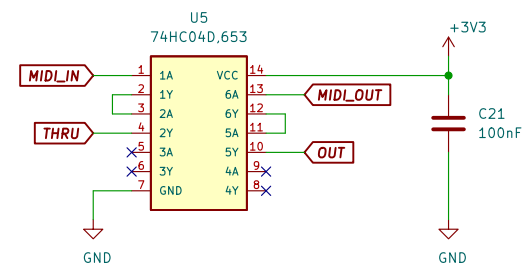 U5
74HC04D,653
+3V3
MIDI_IN 1 1A VCC 14
2 1Y 6A 13 MIDI_OUT
3 2A 6Y 12
THRU 4 2Y 5A 11
5 3A 5Y 10 OUT
6 3Y 4A 9
7 GND 4Y 8
C21
100nF
GND GND